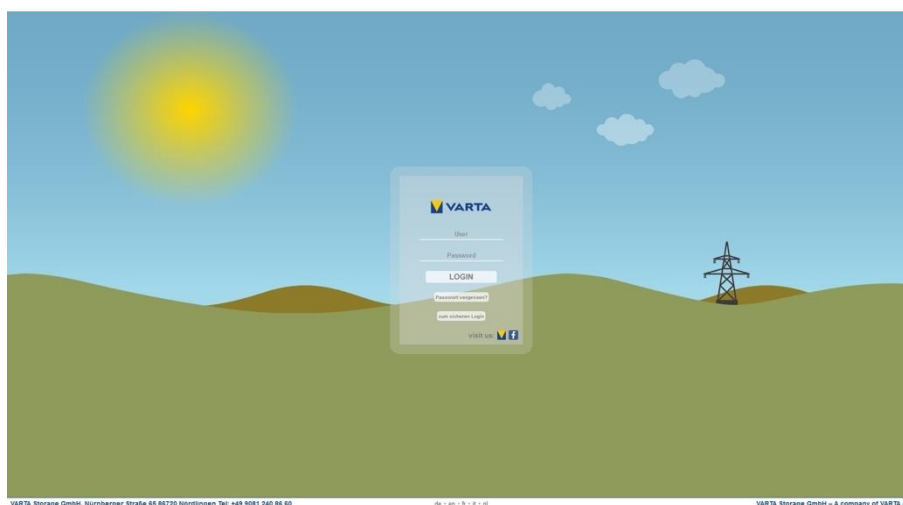 VARTA
User
Password
LOGIN
Passwort vergessen?
zum sicheren Login
visit us:
VARTA Storage GmbH, Nürnberger Straße 65 86720 Nördlingen Tel: +49 9081 240 86 60
de - en - fr - it - nl
VARTA Storage GmbH – A company of VARTA